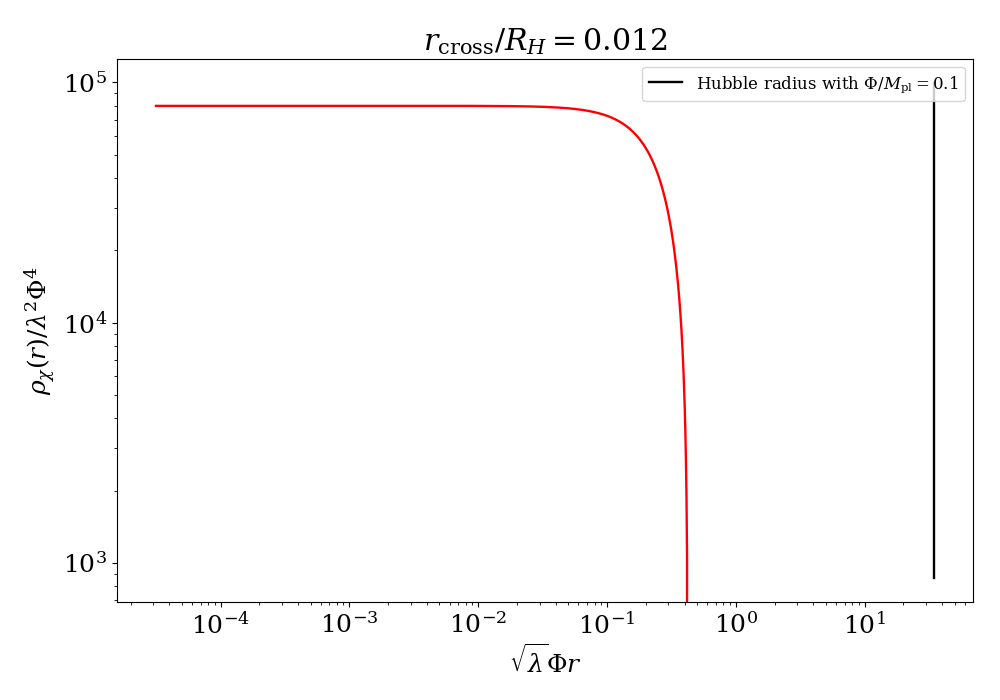 r_cross/R_H = 0.012
Hubble radius with Φ/M_pl = 0.1
10^5
10^4
10^3
ρ_χ(r)/λ^2Φ^4
10^-4 10^-3 10^-2 10^-1 10^0 10^1
√λΦr